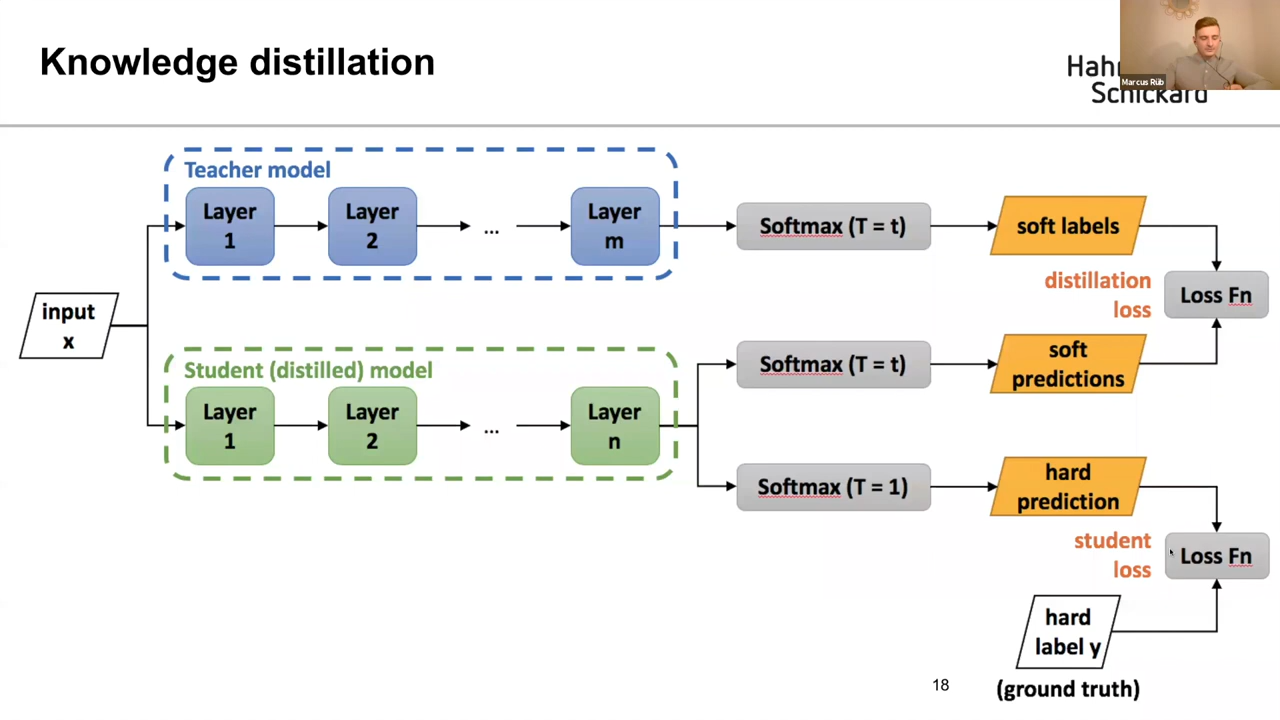 Knowledge distillation
Marcus Rüb
Schickard
Teacher model
Layer
1
Layer
2
...
Layer
m
Softmax (T = t)
soft labels
distillation
loss
Loss Fn
input
x
Student (distilled) model
Layer
1
Layer
2
...
Layer
n
Softmax (T = t)
soft
predictions
Softmax (T = 1)
hard
prediction
student
loss
Loss Fn
hard
label y
(ground truth)
18